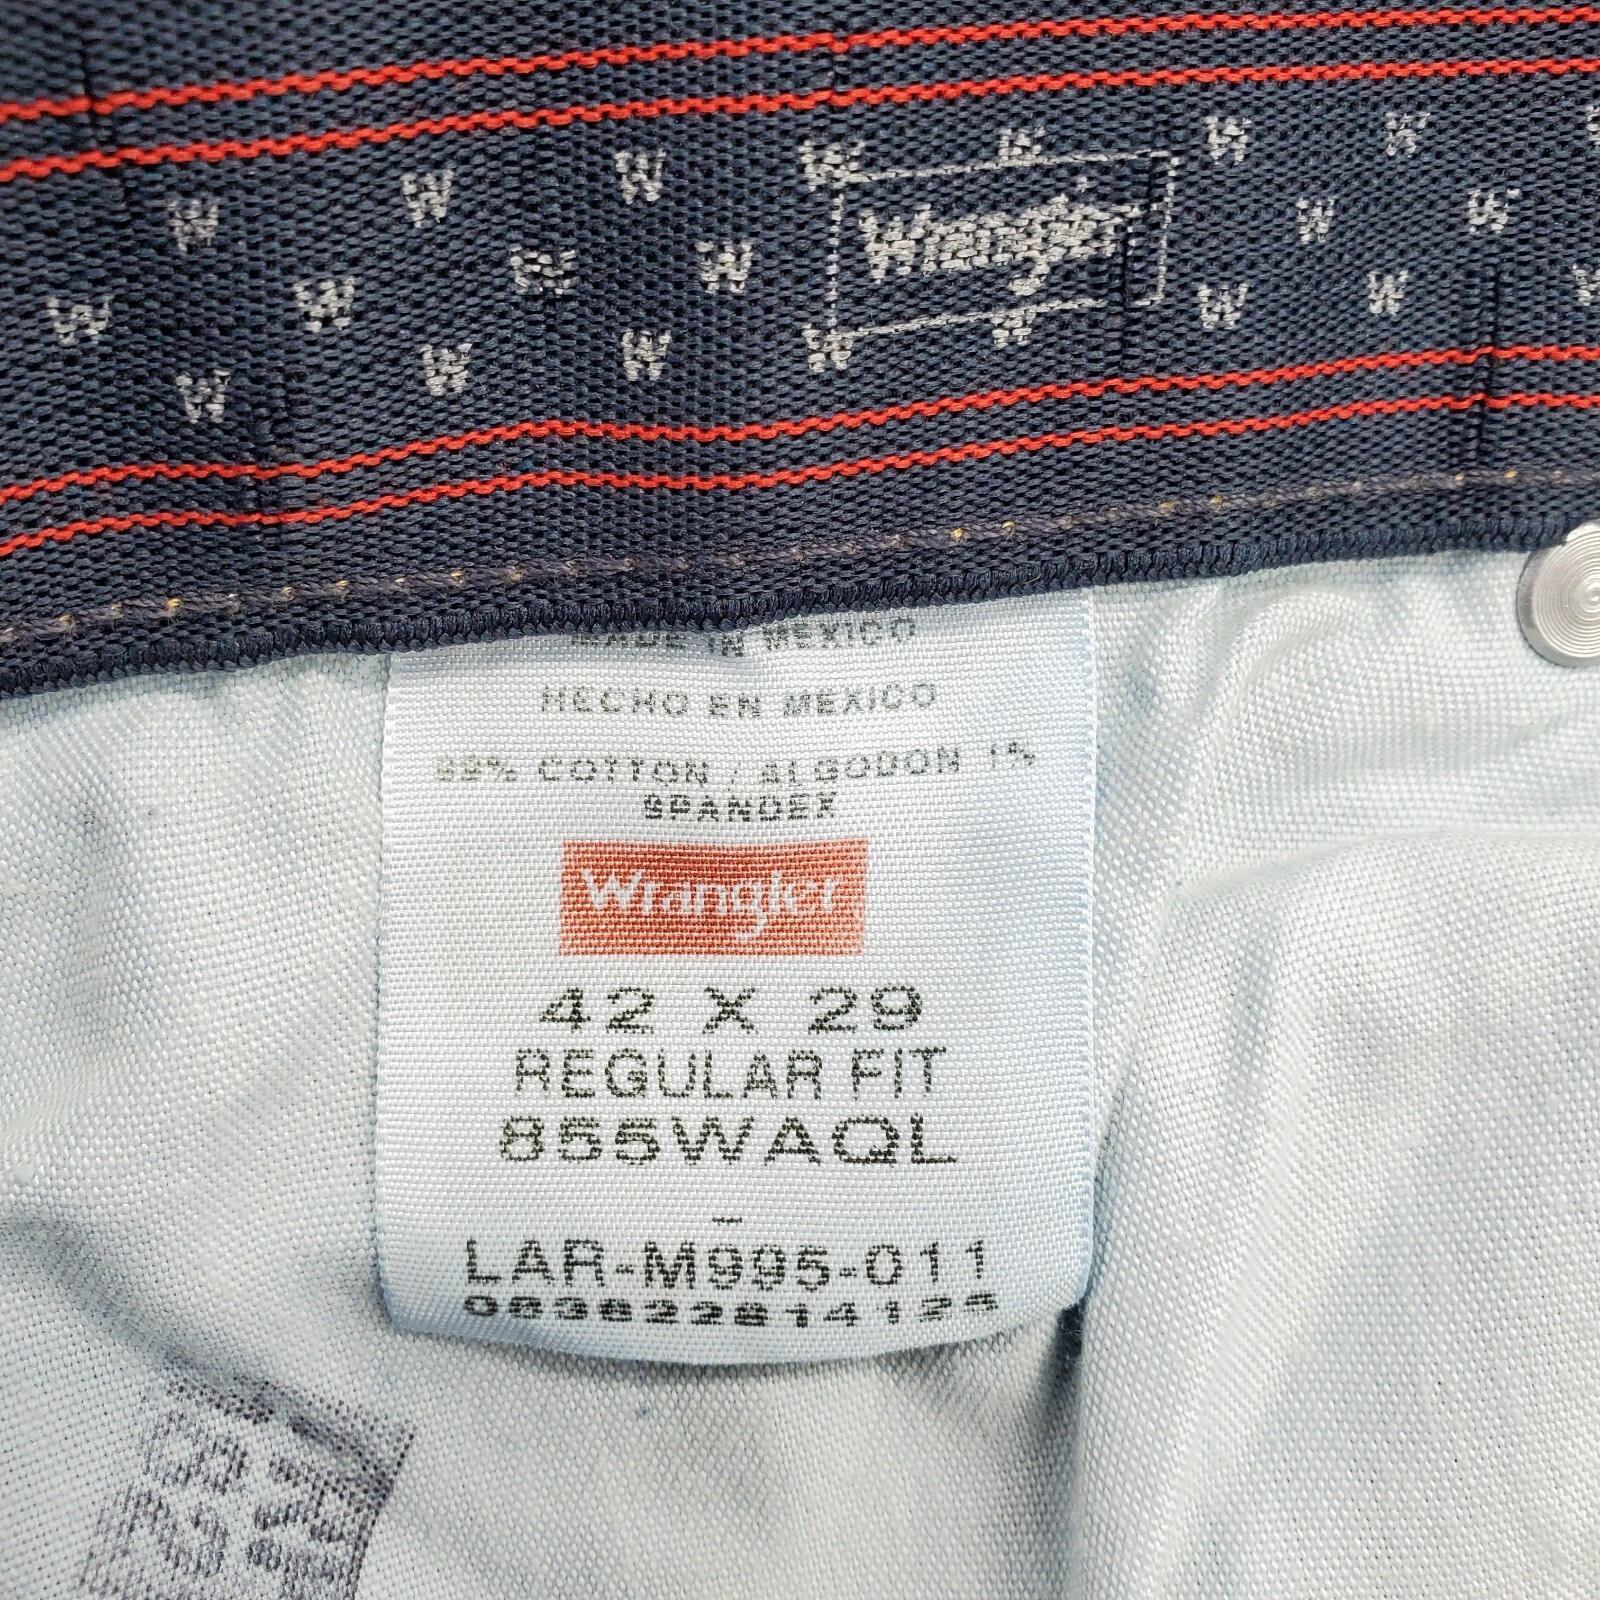 W W W W W W
W W W Wrangler W W
W W W W W W W
MADE IN MEXICO
HECHO EN MEXICO
99% COTTON / ALGODON 1%
SPANDEX
Wrangler
42 X 29
REGULAR FIT
855WAQL
-
LAR-M995-011